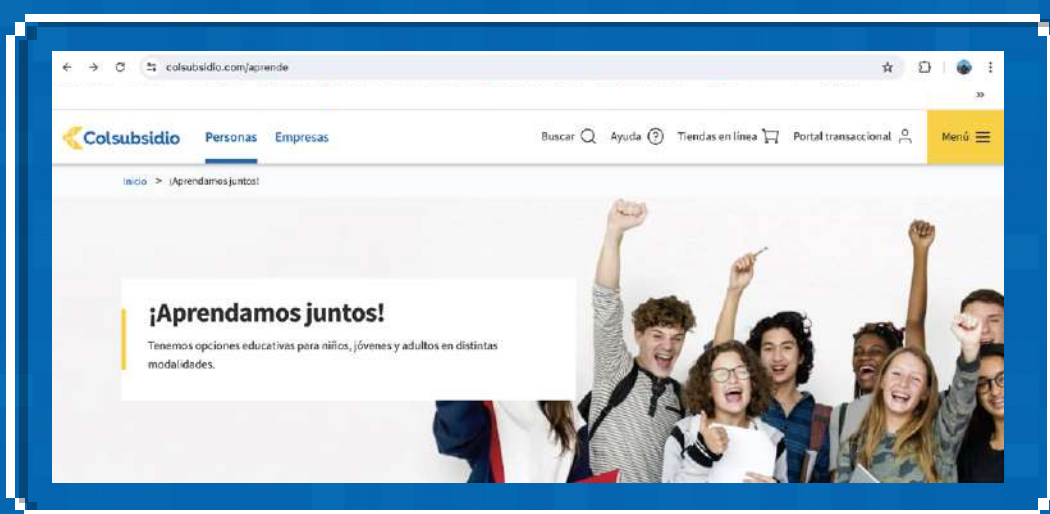 colsubsidio.com/aprende
Colsubsidio Personas Empresas Buscar Ayuda Tiendas en línea Portal transaccional Menú
Inicio > ¡Aprendamos juntos!
¡Aprendamos juntos!
Tenemos opciones educativas para niños, jóvenes y adultos en distintas
modalidades.